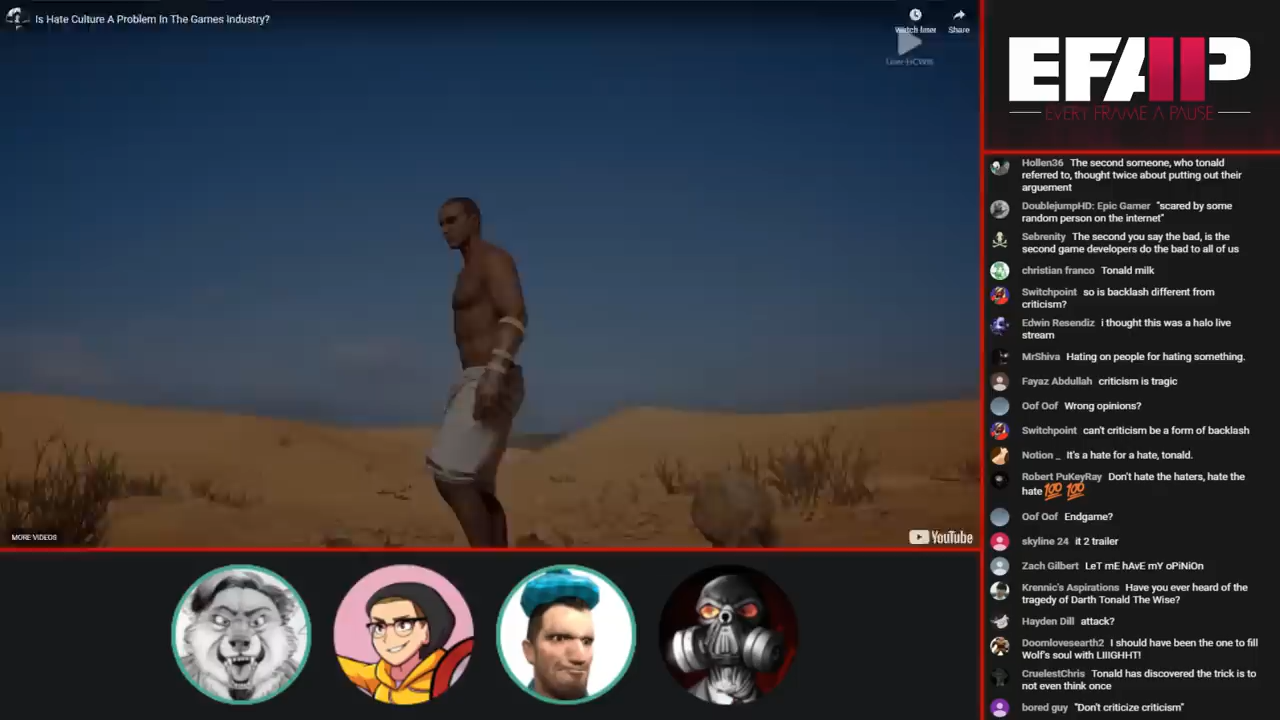 Is Hate Culture A Problem In The Games Industry?
Watch later
Share
MORE VIDEOS
YouTube
EFAP
EVERY FRAME A PAUSE
Hollen36 The second someone, who tonald
referred to, thought twice about putting out their
arguement
DoublejumpHD: Epic Gamer "scared by some
random person on the internet"
Sebrenity The second you say the bad, is the
second game developers do the bad to all of us
christian franco Tonald milk
Switchpoint so is backlash different from
criticism?
Edwin Resendiz i thought this was a halo live
stream
MrShiva Hating on people for hating something.
Fayaz Abdullah criticism is tragic
Oof Oof Wrong opinions?
Switchpoint can't criticism be a form of backlash
Notion _ It's a hate for a hate, tonald.
Robert PuKeyRay Don't hate the haters, hate the
hate💯 💯
Oof Oof Endgame?
skyline 24 it 2 trailer
Zach Gilbert LeT mE hAvE mY oPiNiOn
Krennic's Aspirations Have you ever heard of the
tragedy of Darth Tonald The Wise?
Hayden Dill attack?
Doomlovesearth2 I should have been the one to fill
Wolf's soul with LIIIGHHT!
CruelestChris Tonald has discovered the trick is to
not even think once
bored guy "Don't criticize criticism"